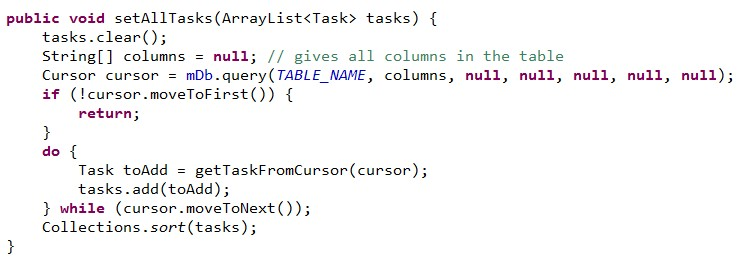 public void setAllTasks(ArrayList<Task> tasks) {
    tasks.clear();
    String[] columns = null; // gives all columns in the table
    Cursor cursor = mDb.query(TABLE_NAME, columns, null, null, null, null, null);
    if (!cursor.moveToFirst()) {
        return;
    }
    do {
        Task toAdd = getTaskFromCursor(cursor);
        tasks.add(toAdd);
    } while (cursor.moveToNext());
    Collections.sort(tasks);
}